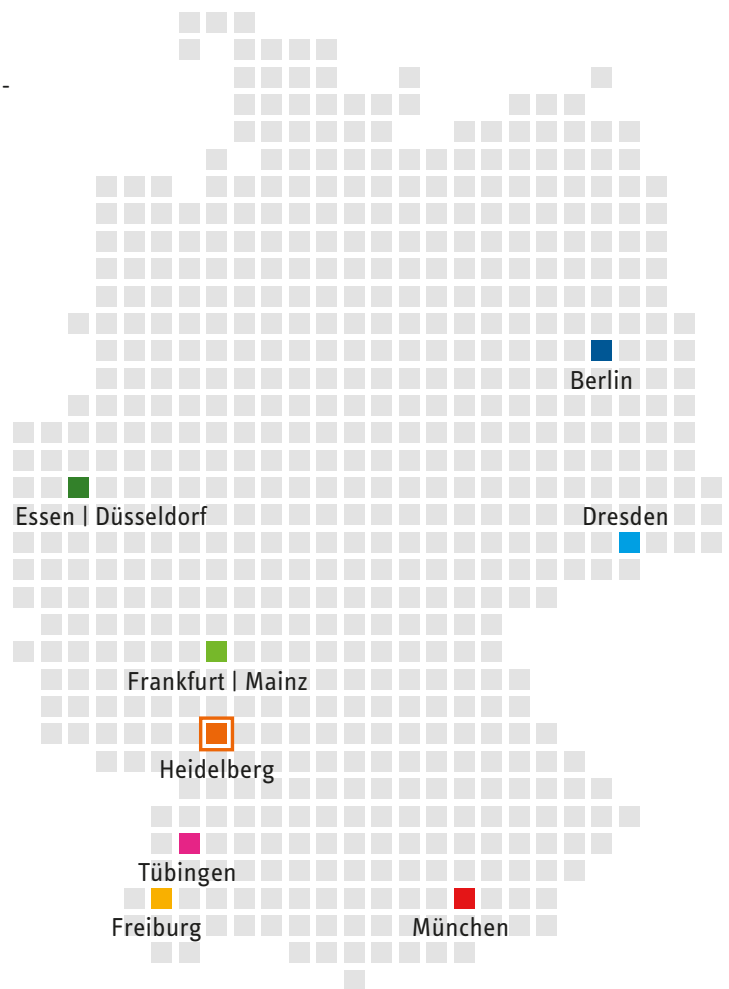 -
Berlin
Essen | Düsseldorf
Dresden
Frankfurt | Mainz
Heidelberg
Tübingen
Freiburg
München